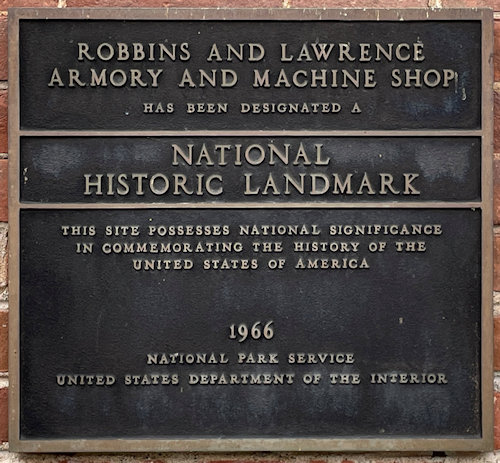 ROBBINS AND LAWRENCE
ARMORY AND MACHINE SHOP
HAS BEEN DESIGNATED A
NATIONAL
HISTORIC LANDMARK
THIS SITE POSSESSES NATIONAL SIGNIFICANCE
IN COMMEMORATING THE HISTORY OF THE
UNITED STATES OF AMERICA
1966
NATIONAL PARK SERVICE
UNITED STATES DEPARTMENT OF THE INTERIOR